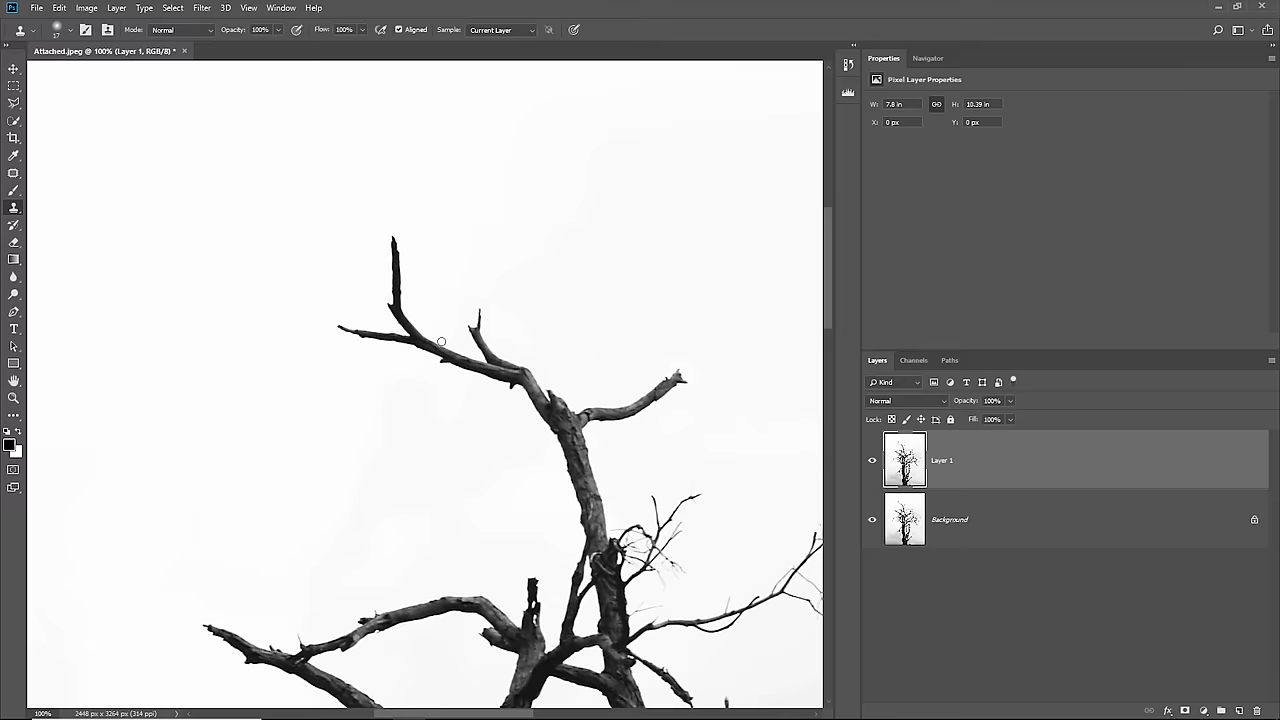 Ps File Edit Image Layer Type Select Filter 3D View Window Help
17 Mode: Normal Opacity: 100% Flow: 100% Aligned Sample: Current Layer
Attached.jpeg @ 100% (Layer 1, RGB/8) *
Properties Navigator
Pixel Layer Properties
W: 7.8 in H: 10.39 in
X: 0 px Y: 0 px
Layers Channels Paths
Kind
Normal Opacity: 100%
Lock: Fill: 100%
Layer 1
Background
100% 2448 px x 3264 px (314 ppi)